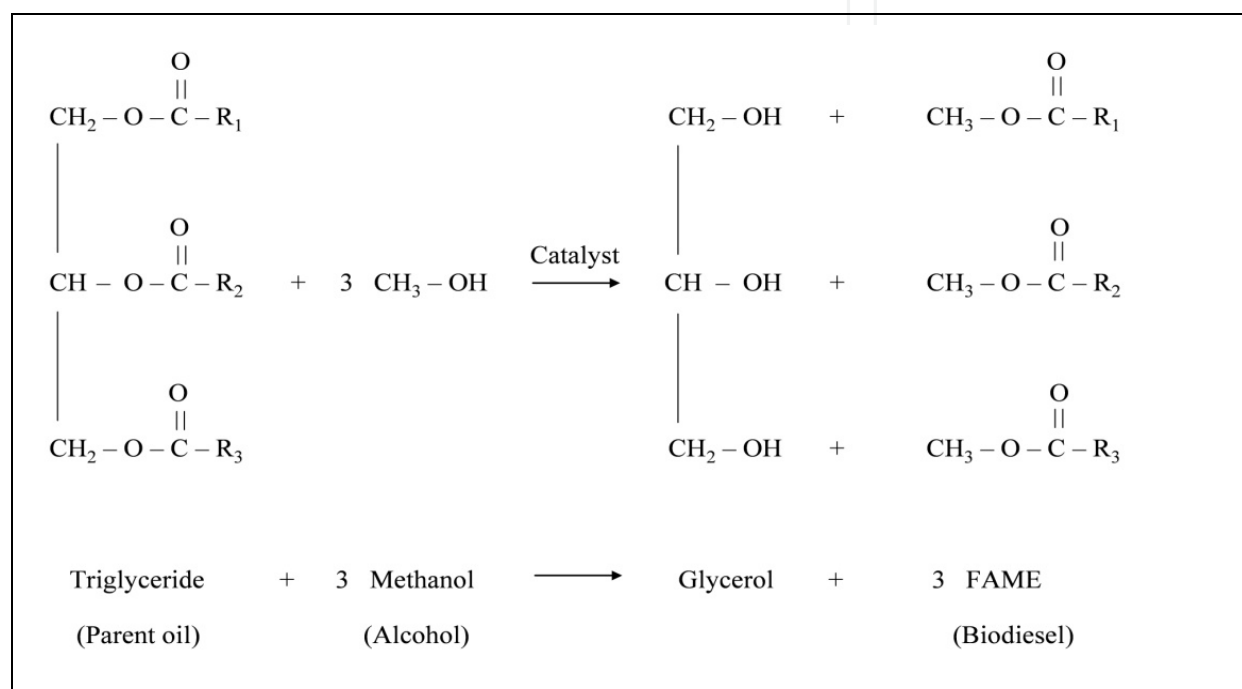 O O
|| ||
CH₂ – O – C – R₁ CH₂ – OH + CH₃ – O – C – R₁
O O
|| Catalyst ||
CH – O – C – R₂ + 3 CH₃ – OH CH – OH + CH₃ – O – C – R₂
O O
|| ||
CH₂ – O – C – R₃ CH₂ – OH + CH₃ – O – C – R₃
Triglyceride + 3 Methanol Glycerol + 3 FAME
(Parent oil) (Alcohol) (Biodiesel)